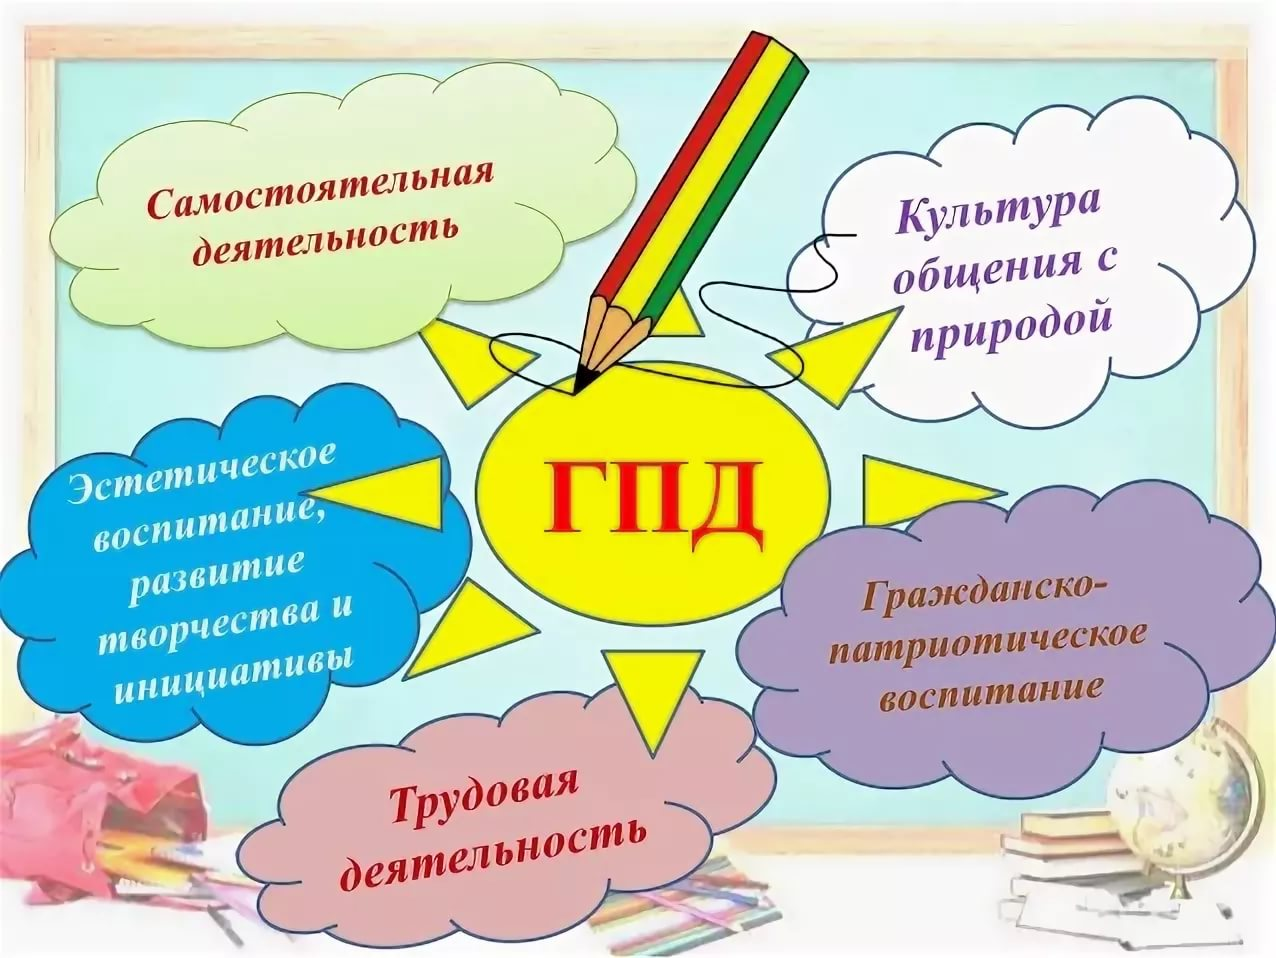 Самостоятельная
деятельность
Культура
общения с
природой
Эстетическое
воспитание,
развитие
творчества и
инициативы
ГПД
Гражданско-
патриотическое
воспитание
Трудовая
деятельность